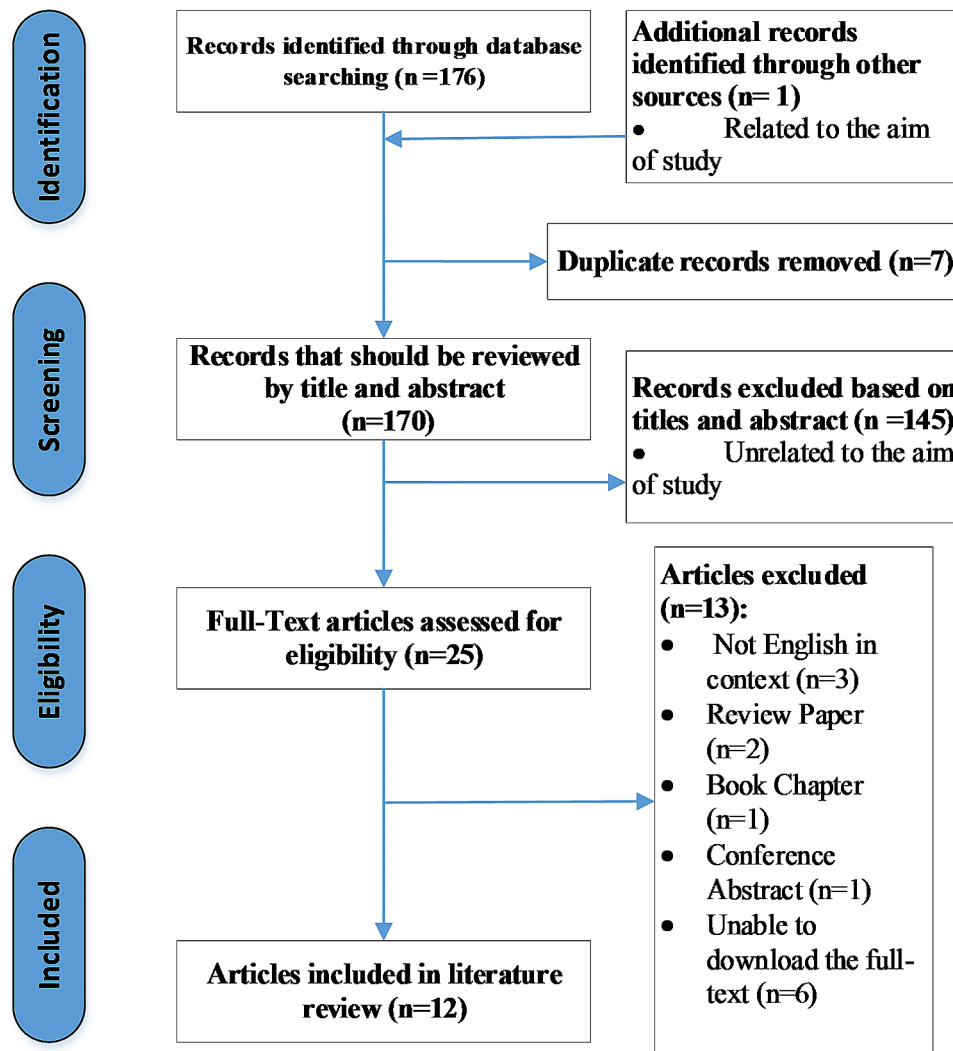 Identification
Records identified through database
searching (n =176)
Additional records
identified through other
sources (n= 1)
• Related to the aim
of study
Duplicate records removed (n=7)
Screening
Records that should be reviewed
by title and abstract
(n=170)
Records excluded based on
titles and abstract (n =145)
• Unrelated to the aim
of study
Eligibility
Full-Text articles assessed for
eligibility (n=25)
Articles excluded
(n=13):
• Not English in
context (n=3)
• Review Paper
(n=2)
• Book Chapter
(n=1)
• Conference
Abstract (n=1)
• Unable to
download the full-
text (n=6)
Included
Articles included in literature
review (n=12)